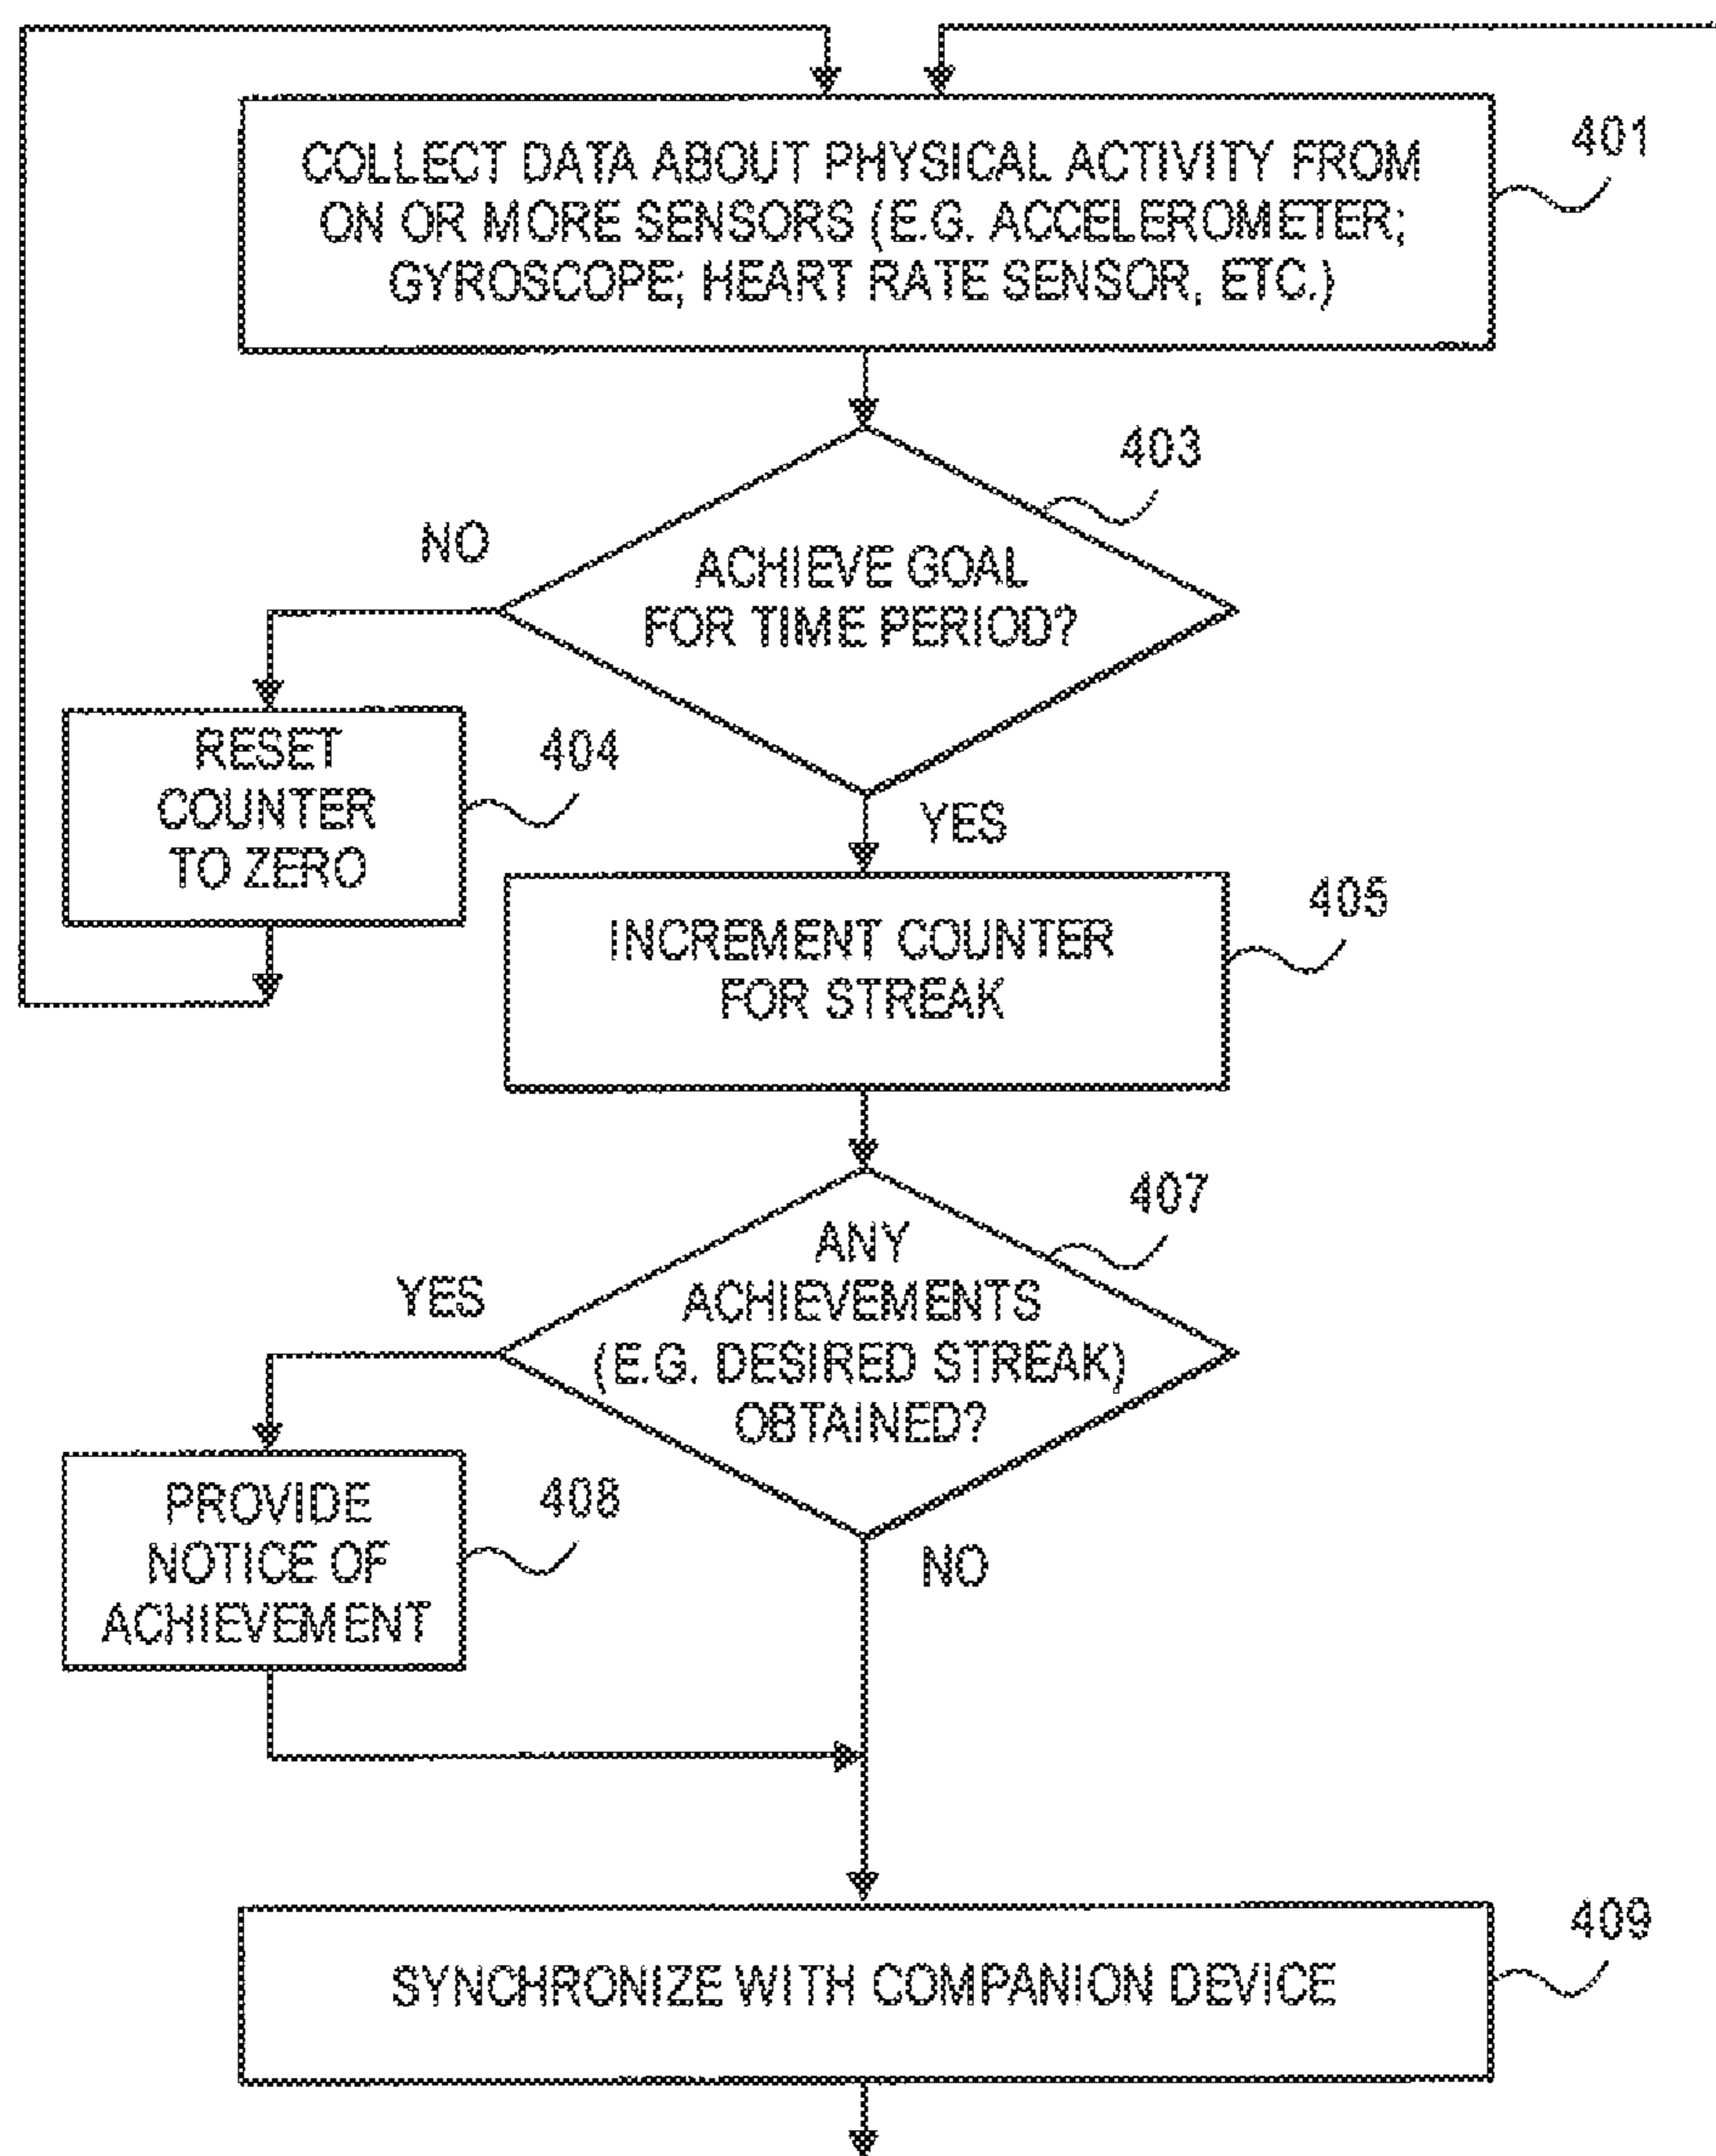 COLLECT DATA ABOUT PHYSICAL ACTIVITY FROM
ON OR MORE SENSORS (E.G. ACCELEROMETER;
GYROSCOPE; HEART RATE SENSOR, ETC.)
401
403
NO
ACHIEVE GOAL
FOR TIME PERIOD?
RESET
COUNTER
TO ZERO
404
YES
INCREMENT COUNTER
FOR STREAK
405
407
YES
ANY
ACHIEVEMENTS
(E.G. DESIRED STREAK)
OBTAINED?
PROVIDE
NOTICE OF
ACHIEVEMENT
408
NO
SYNCHRONIZE WITH COMPANION DEVICE
409